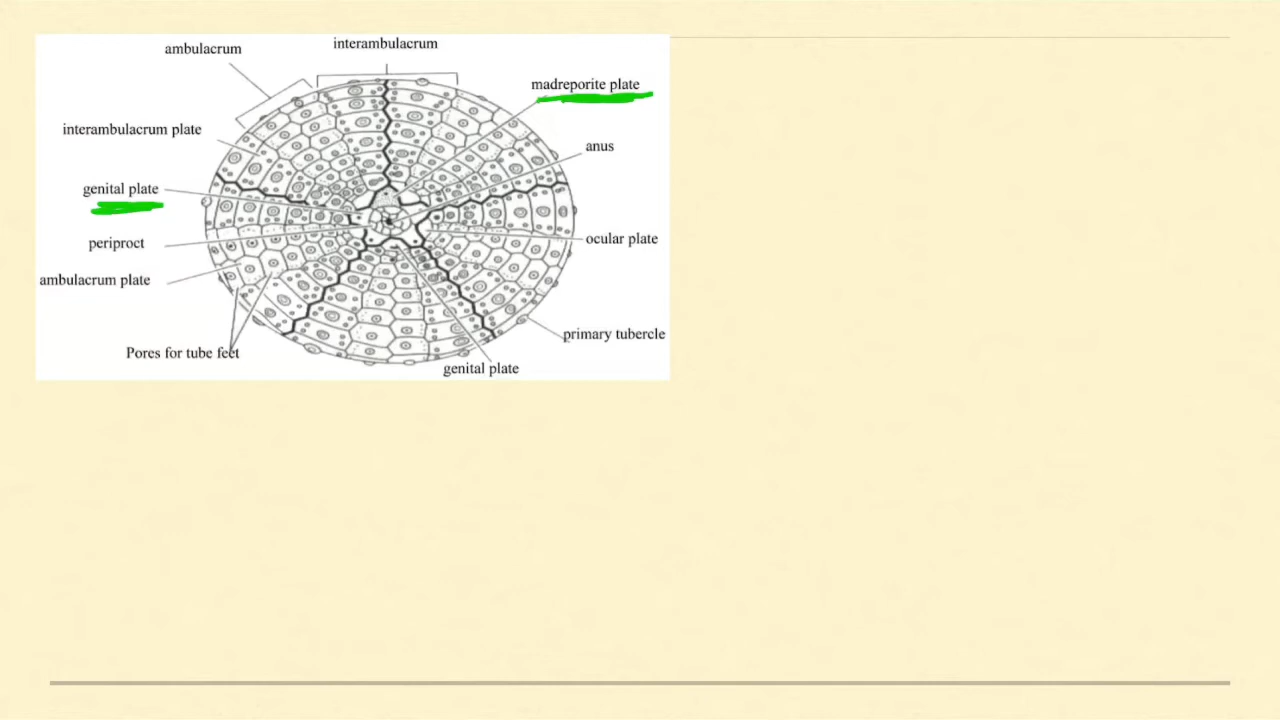 interambulacrum
ambulacrum
madreporite plate
interambulacrum plate
anus
genital plate
periproct
ocular plate
ambulacrum plate
primary tubercle
Pores for tube feet
genital plate